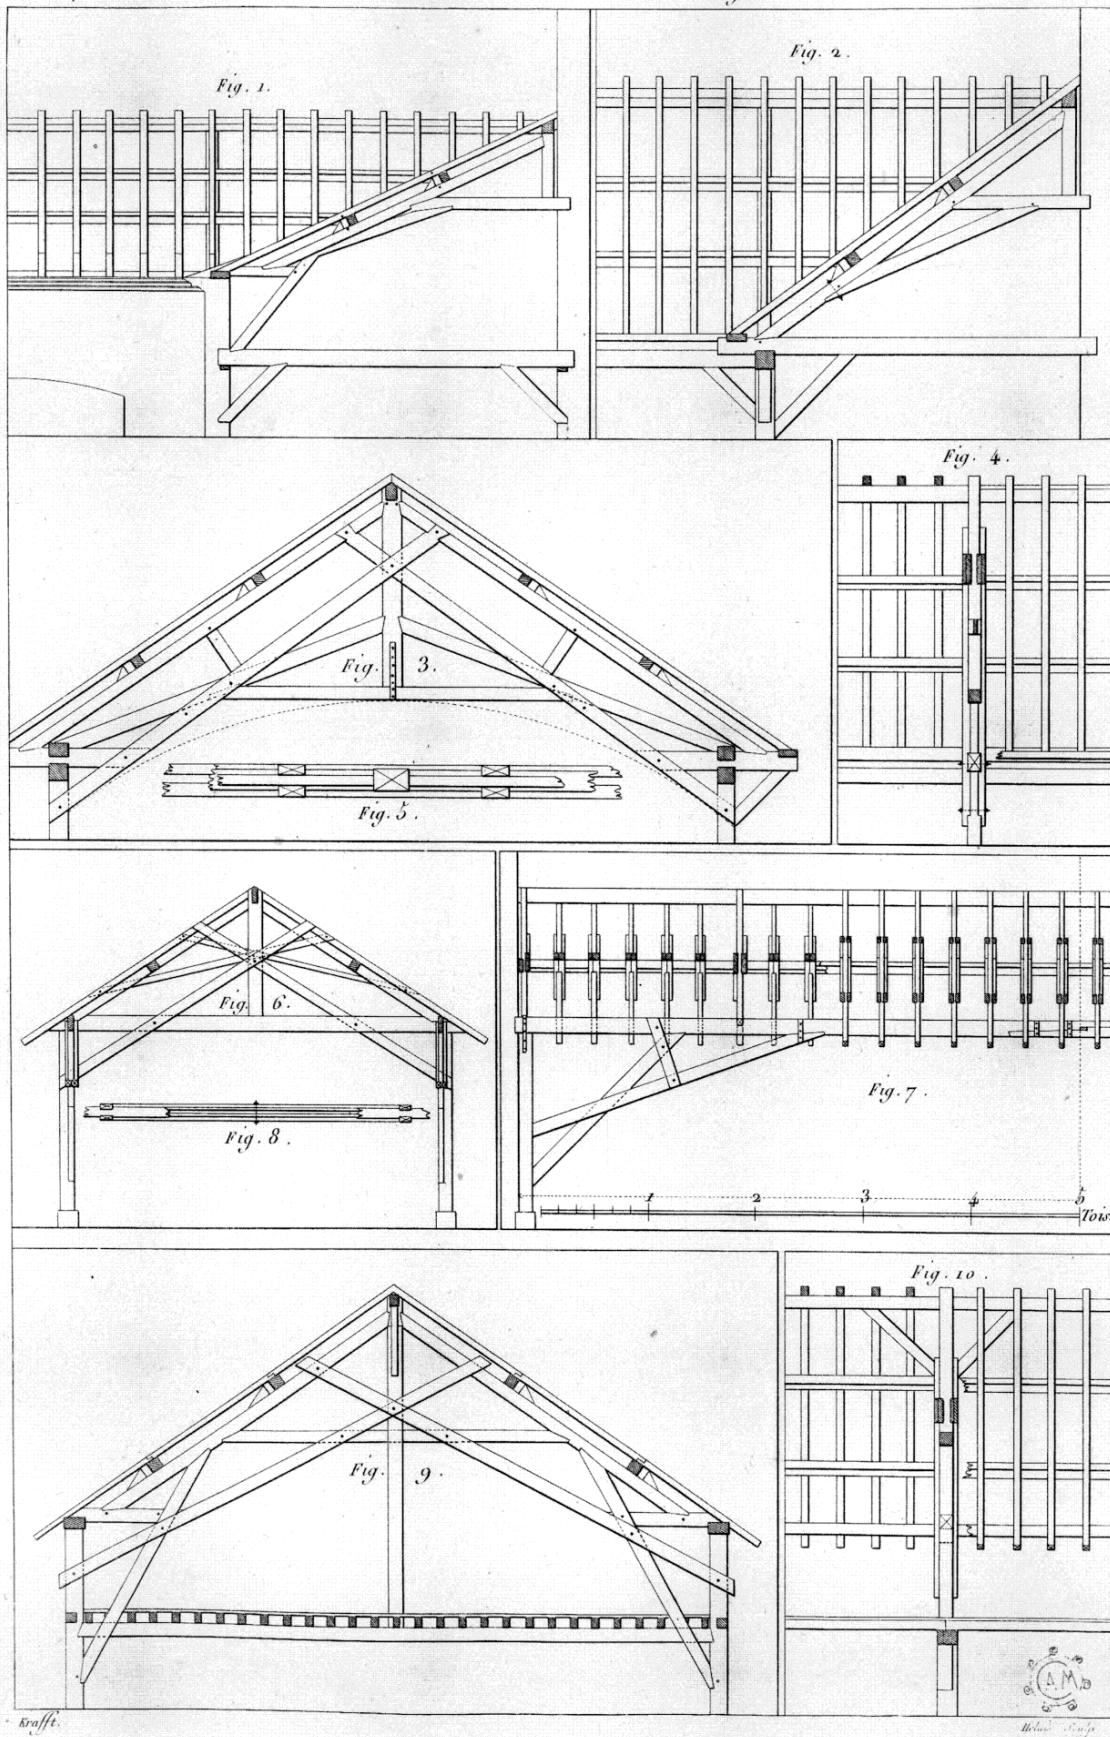 Fig. 1.
Fig. 2.
Fig. 4.
Fig. 3.
Fig. 5.
Fig. 6.
Fig. 7.
Fig. 8.
1 2 3 4 5
Tois.
Fig. 10.
Fig. 9.
C.A.M.
Krafft.
Sculp